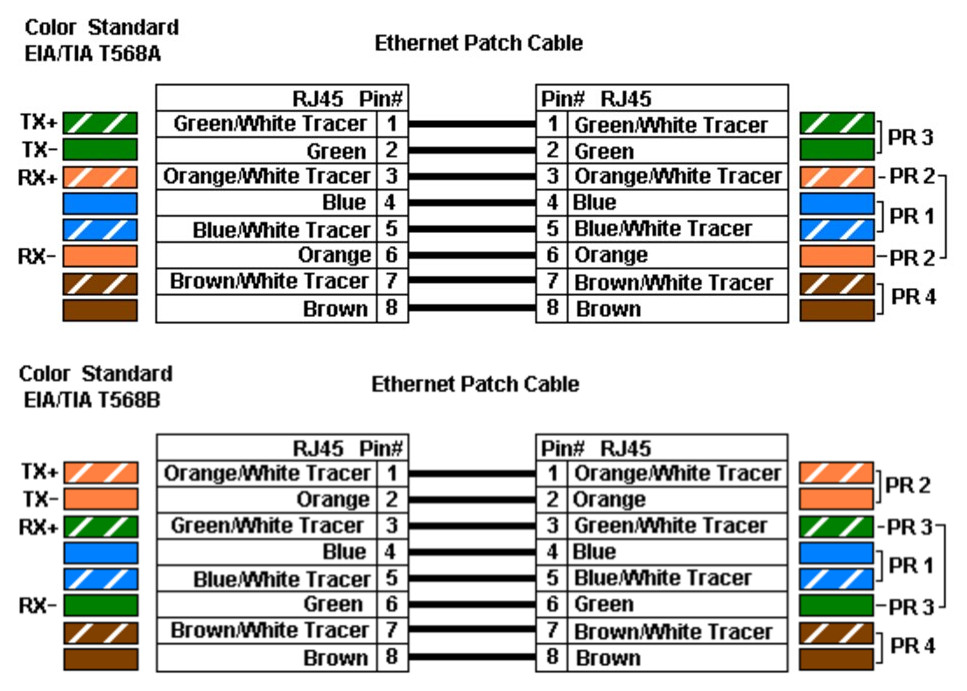 Color Standard
EIA/TIA T568A
Ethernet Patch Cable
RJ45 Pin# Pin# RJ45
TX+ Green/White Tracer 1 1 Green/White Tracer PR 3
TX- Green 2 2 Green
RX+ Orange/White Tracer 3 3 Orange/White Tracer PR 2
Blue 4 4 Blue PR 1
Blue/White Tracer 5 5 Blue/White Tracer
RX- Orange 6 6 Orange PR 2
Brown/White Tracer 7 7 Brown/White Tracer PR 4
Brown 8 8 Brown
Color Standard
EIA/TIA T568B
Ethernet Patch Cable
RJ45 Pin# Pin# RJ45
TX+ Orange/White Tracer 1 1 Orange/White Tracer PR 2
TX- Orange 2 2 Orange
RX+ Green/White Tracer 3 3 Green/White Tracer PR 3
Blue 4 4 Blue PR 1
Blue/White Tracer 5 5 Blue/White Tracer
RX- Green 6 6 Green PR 3
Brown/White Tracer 7 7 Brown/White Tracer PR 4
Brown 8 8 Brown